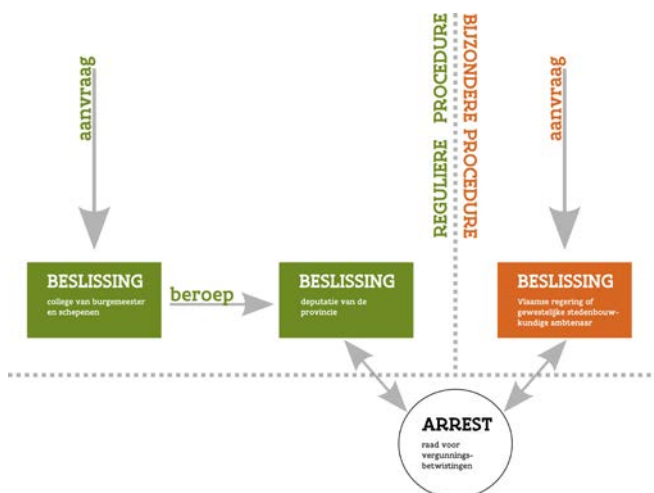 aanvraag
REGULIERE PROCEDURE
BIJZONDERE PROCEDURE
aanvraag
BESLISSING
college van burgemeester
en schepenen
beroep
BESLISSING
deputatie van de
provincie
BESLISSING
Vlaamse regering of
gewestelijke stedenbouw-
kundige ambtenaar
ARREST
raad voor
vergunnings-
betwistingen